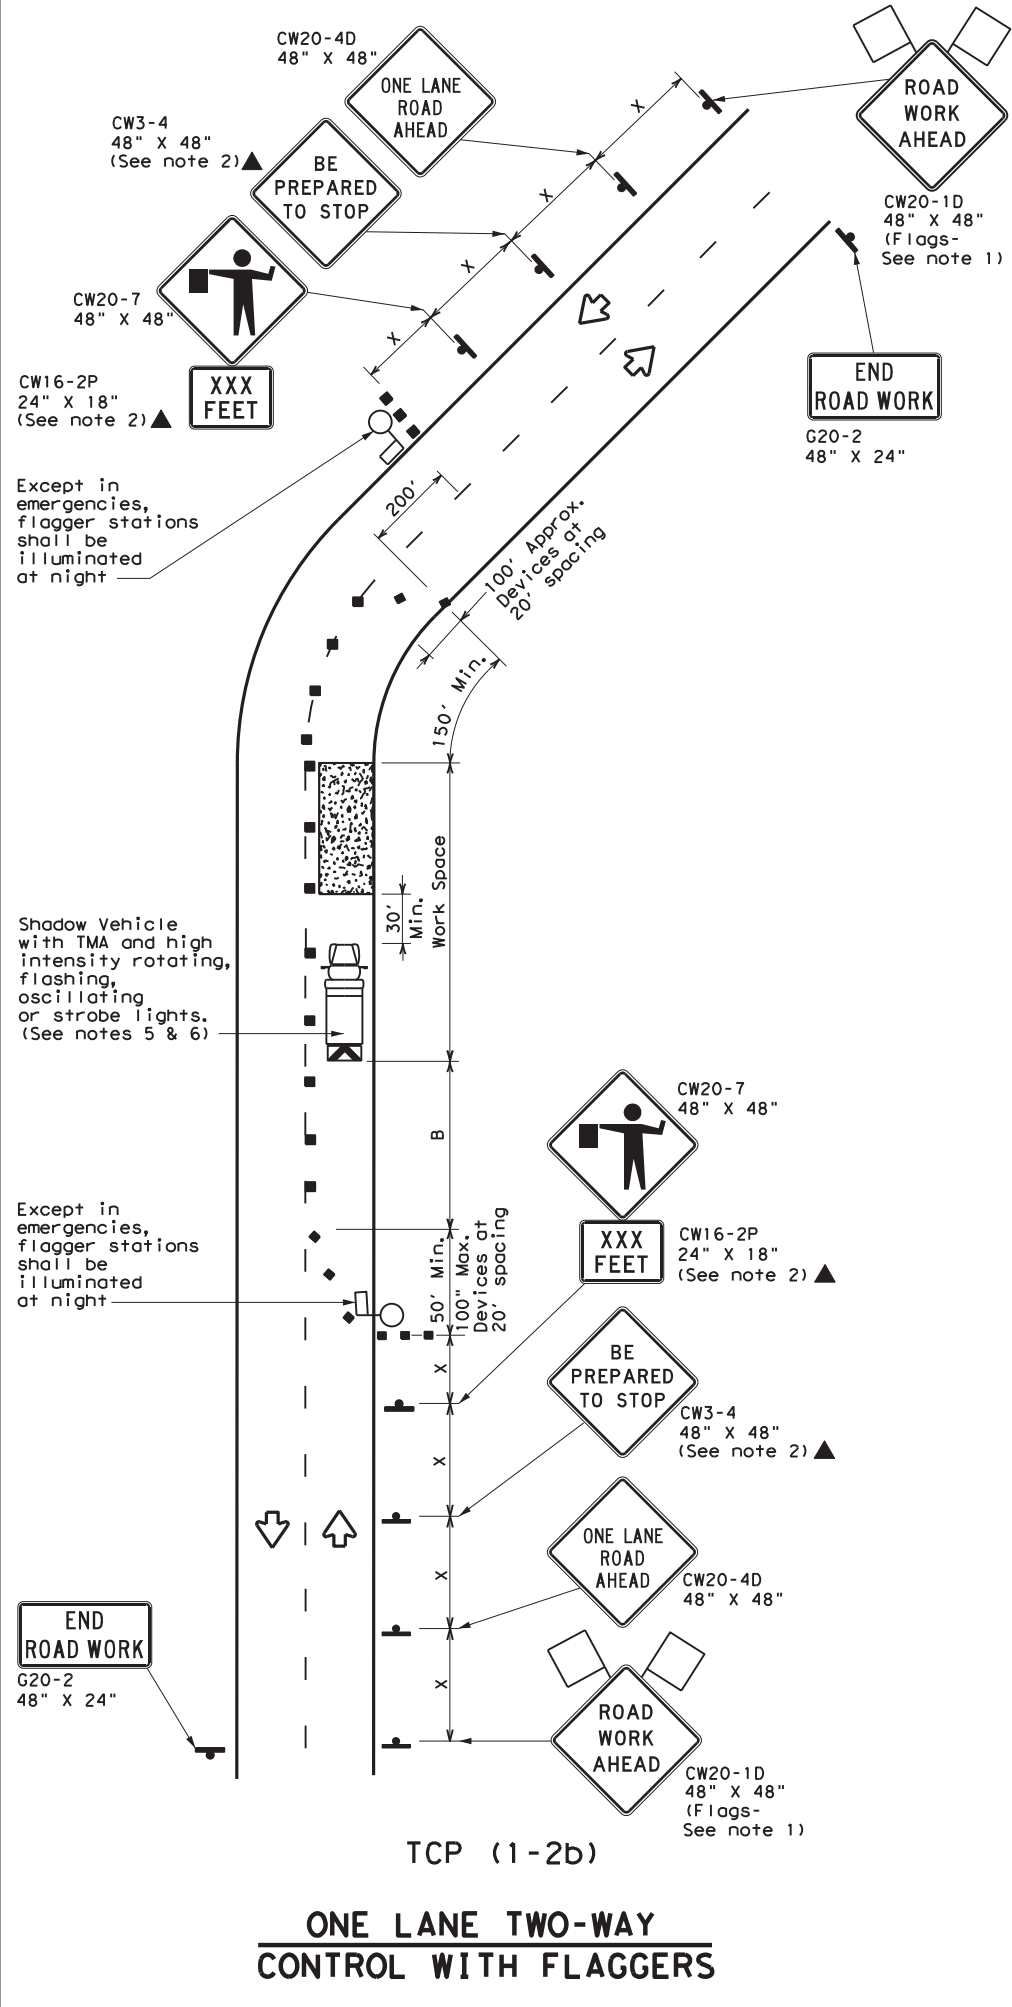 CW20-4D
48" X 48"
ONE LANE
ROAD
AHEAD
ROAD
WORK
AHEAD
CW20-1D
48" X 48"
(Flags-
See note 1)
CW3-4
48" X 48"
(See note 2)▲
BE
PREPARED
TO STOP
X
X
X
X
CW20-7
48" X 48"
XXX
FEET
CW16-2P
24" X 18"
(See note 2)▲
END
ROAD WORK
G20-2
48" X 24"
Except in
emergencies,
flagger stations
shall be
illuminated
at night
200'
100' Approx.
Devices at
20' spacing
150' Min.
Work Space
30'
Min.
Shadow Vehicle
with TMA and high
intensity rotating,
flashing,
oscillating
or strobe lights.
(See notes 5 & 6)
B
CW20-7
48" X 48"
XXX
FEET
CW16-2P
24" X 18"
(See note 2)▲
Except in
emergencies,
flagger stations
shall be
illuminated
at night
50' Min.
100" Max.
Devices at
20' spacing
X
X
X
X
BE
PREPARED
TO STOP
CW3-4
48" X 48"
(See note 2)▲
ONE LANE
ROAD
AHEAD
CW20-4D
48" X 48"
END
ROAD WORK
G20-2
48" X 24"
ROAD
WORK
AHEAD
CW20-1D
48" X 48"
(Flags-
See note 1)
TCP (1-2b)
ONE LANE TWO-WAY
CONTROL WITH FLAGGERS